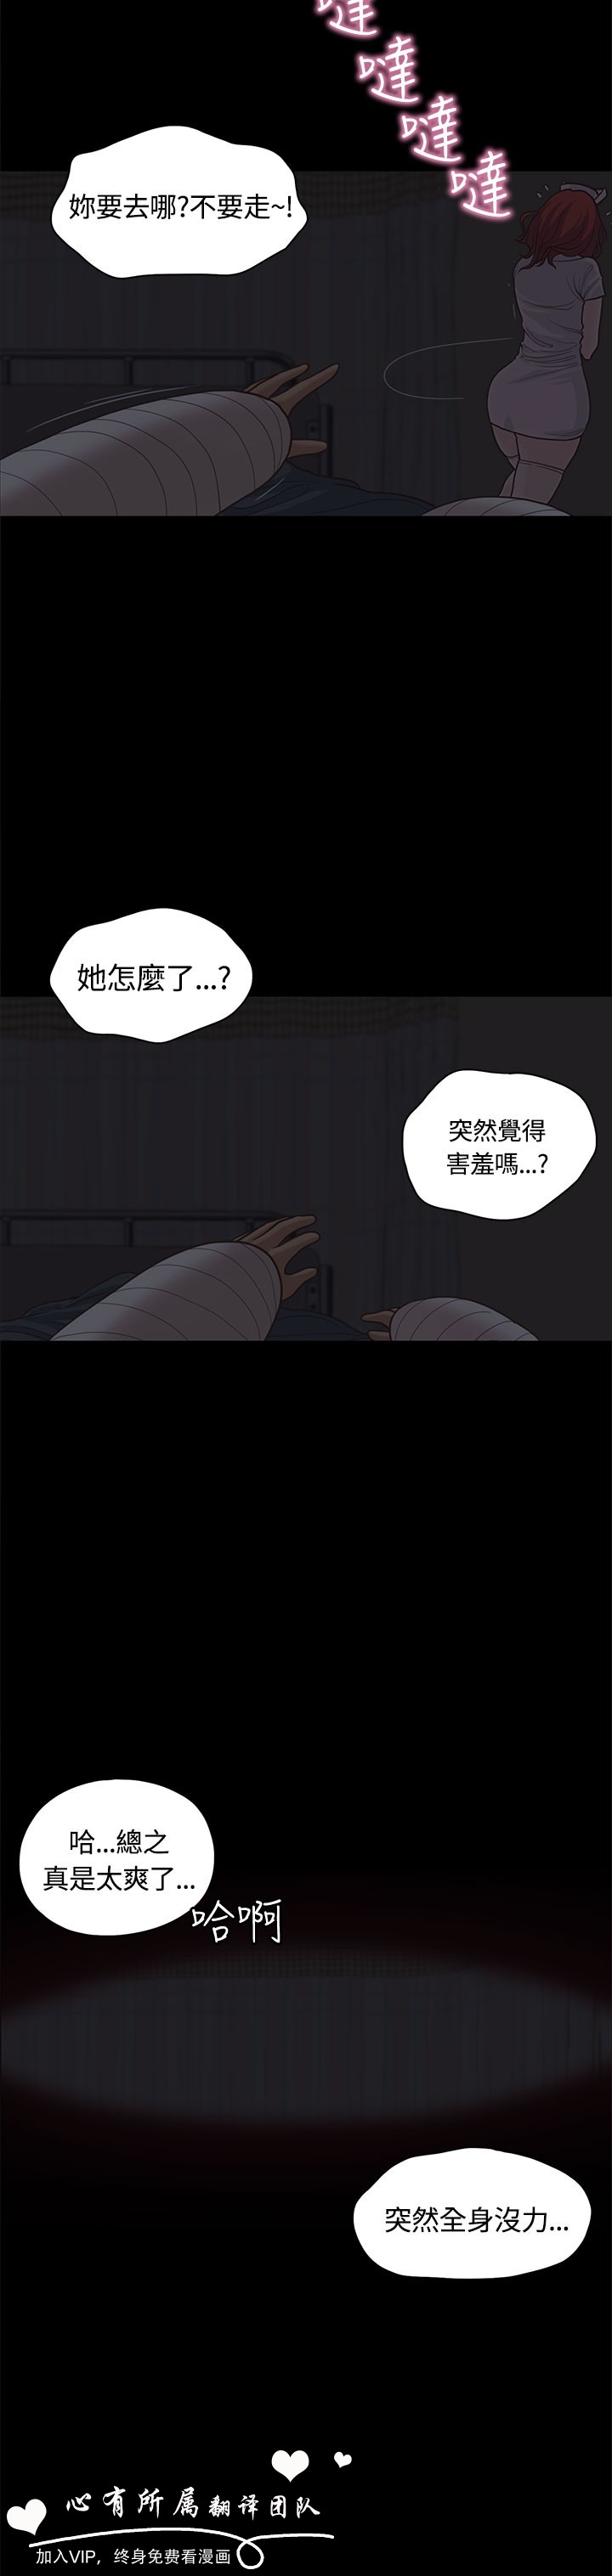 噠
噠
噠
噠
妳要去哪?不要走~!
她怎麼了...?
突然覺得
害羞嗎...?
哈...總之
真是太爽了...
哈啊
突然全身沒力...
心有所属翻译团队
加入VIP，终身免费看漫画